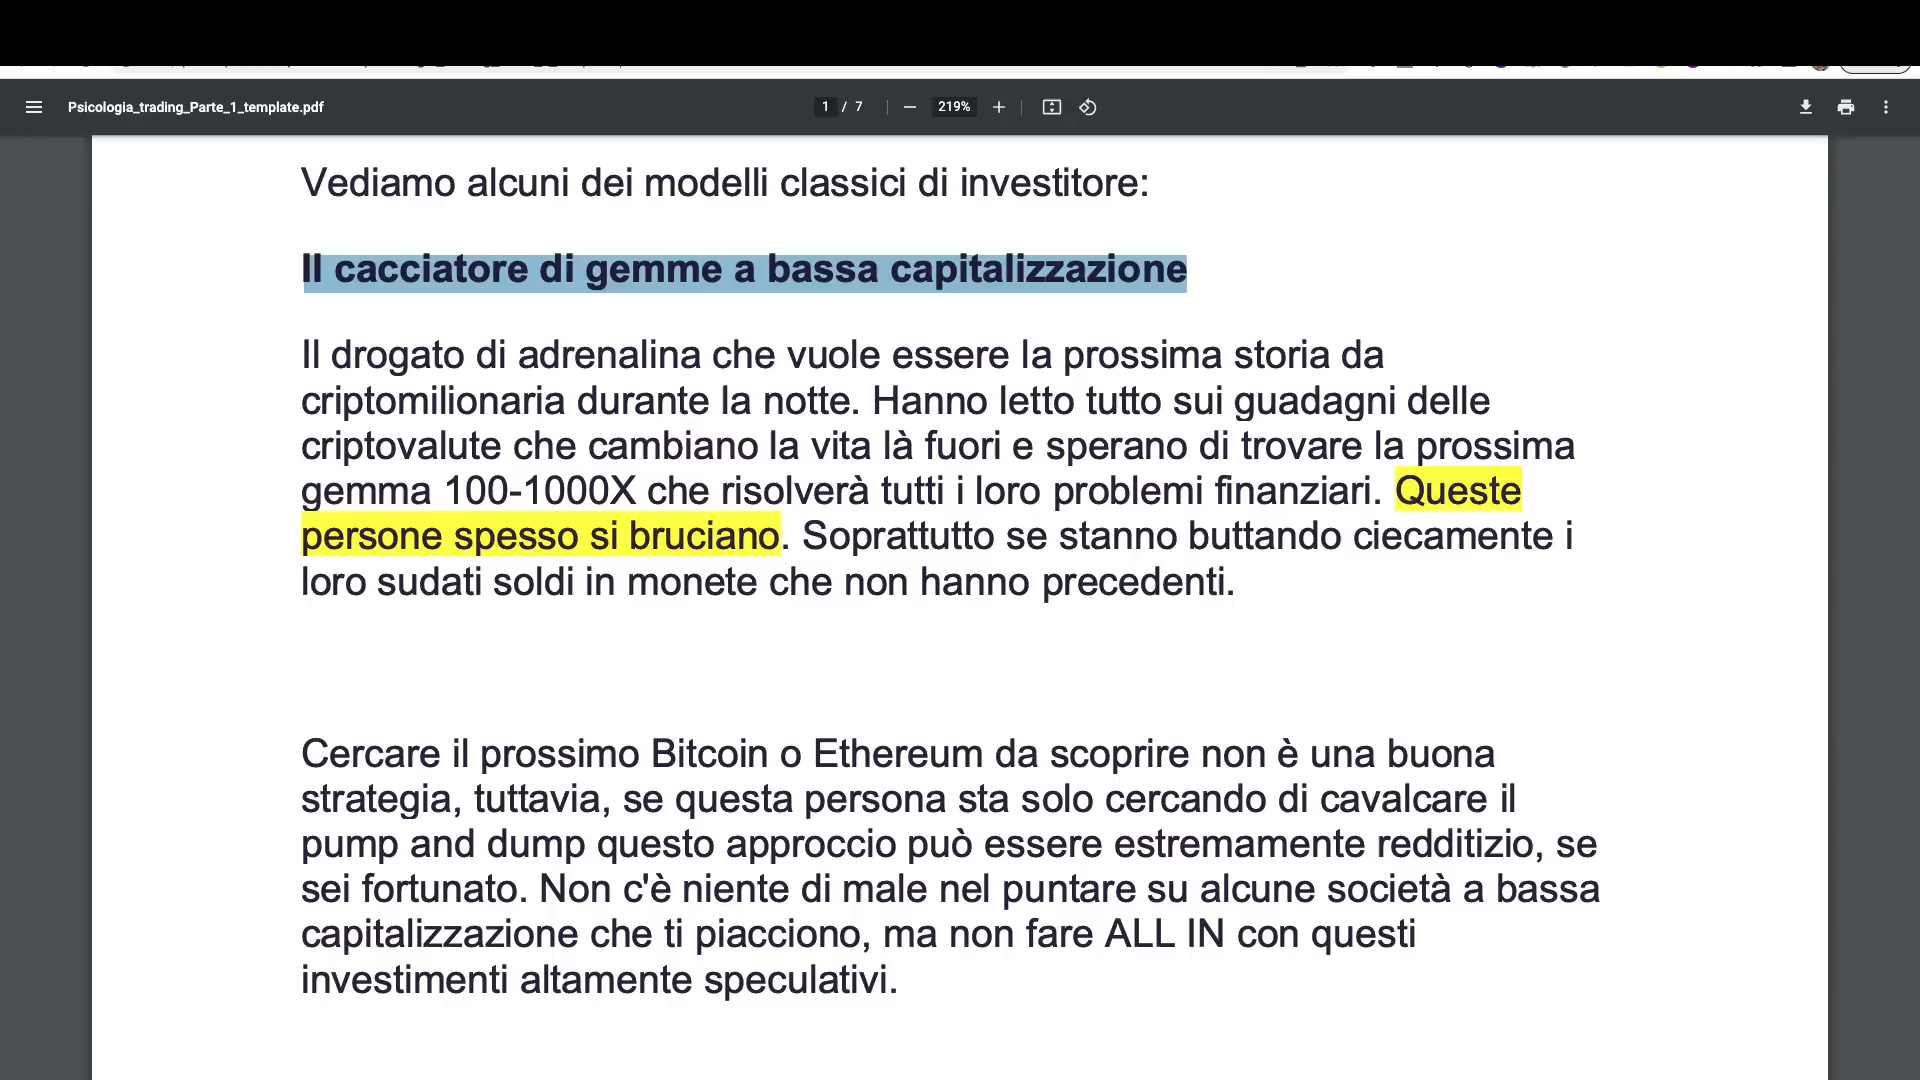 Psicologia_trading_Parte_1_template.pdf
1 / 7
219%
Vediamo alcuni dei modelli classici di investitore:
Il cacciatore di gemme a bassa capitalizzazione
Il drogato di adrenalina che vuole essere la prossima storia da
criptomilionaria durante la notte. Hanno letto tutto sui guadagni delle
criptovalute che cambiano la vita là fuori e sperano di trovare la prossima
gemma 100-1000X che risolverà tutti i loro problemi finanziari. Queste
persone spesso si bruciano. Soprattutto se stanno buttando ciecamente i
loro sudati soldi in monete che non hanno precedenti.
Cercare il prossimo Bitcoin o Ethereum da scoprire non è una buona
strategia, tuttavia, se questa persona sta solo cercando di cavalcare il
pump and dump questo approccio può essere estremamente redditizio, se
sei fortunato. Non c'è niente di male nel puntare su alcune società a bassa
capitalizzazione che ti piacciono, ma non fare ALL IN con questi
investimenti altamente speculativi.